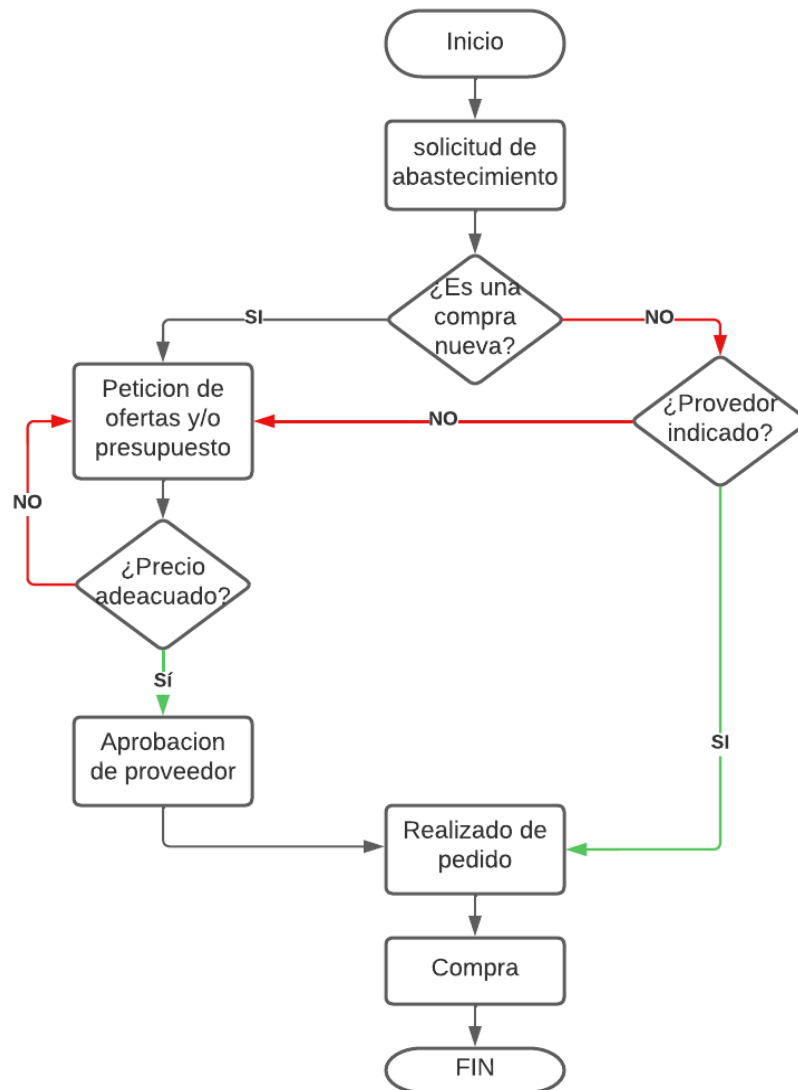 Inicio
solicitud de
abastecimiento
¿Es una
compra
nueva?
SI
NO
Peticion de
ofertas y/o
presupuesto
NO
¿Provedor
indicado?
NO
¿Precio
adeacuado?
Sí
SI
Aprobacion
de proveedor
Realizado de
pedido
Compra
FIN